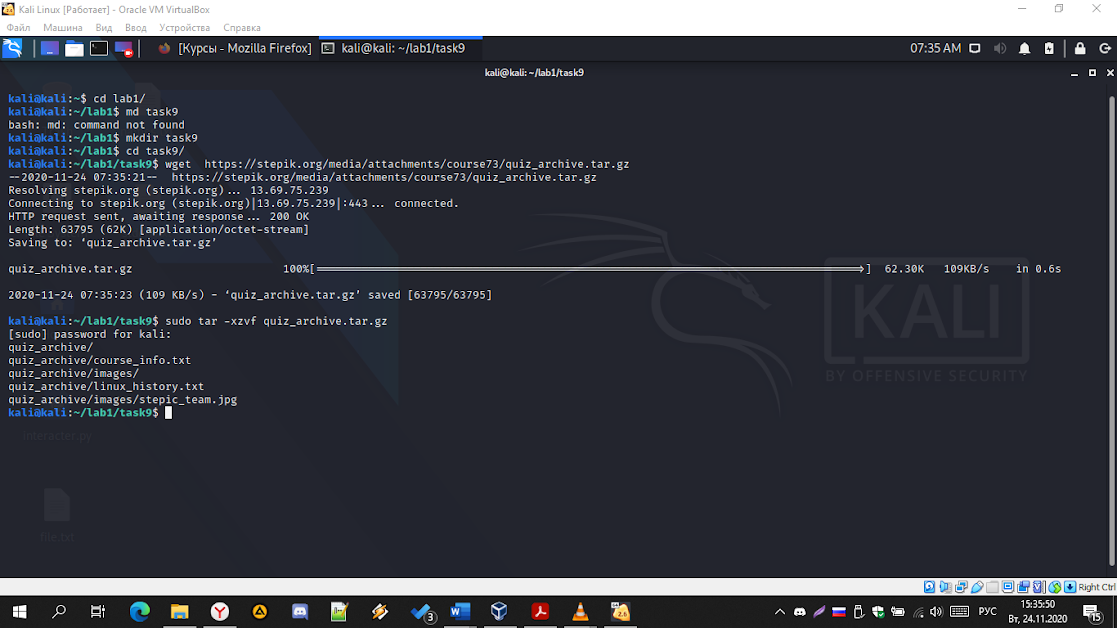 Kali Linux [Работает] - Oracle VM VirtualBox
Файл Машина Вид Ввод Устройства Справка
[Курсы - Mozilla Firefox] kali@kali: ~/lab1/task9 07:35 AM
kali@kali: ~/lab1/task9
kali@kali:~$ cd lab1/
kali@kali:~/lab1$ md task9
bash: md: command not found
kali@kali:~/lab1$ mkdir task9
kali@kali:~/lab1$ cd task9/
kali@kali:~/lab1/task9$ wget  https://stepik.org/media/attachments/course73/quiz_archive.tar.gz
--2020-11-24 07:35:21--  https://stepik.org/media/attachments/course73/quiz_archive.tar.gz
Resolving stepik.org (stepik.org)... 13.69.75.239
Connecting to stepik.org (stepik.org)|13.69.75.239|:443... connected.
HTTP request sent, awaiting response... 200 OK
Length: 63795 (62K) [application/octet-stream]
Saving to: ‘quiz_archive.tar.gz’
quiz_archive.tar.gz 100%[===================>] 62.30K 109KB/s in 0.6s
2020-11-24 07:35:23 (109 KB/s) - ‘quiz_archive.tar.gz’ saved [63795/63795]
kali@kali:~/lab1/task9$ sudo tar -xzvf quiz_archive.tar.gz
[sudo] password for kali:
quiz_archive/
quiz_archive/course_info.txt
quiz_archive/images/
quiz_archive/linux_history.txt
quiz_archive/images/stepic_team.jpg
kali@kali:~/lab1/task9$
KALI
BY OFFENSIVE SECURITY
file.txt
Right Ctrl
3
РУС
15:35:50
Вт, 24.11.2020
15